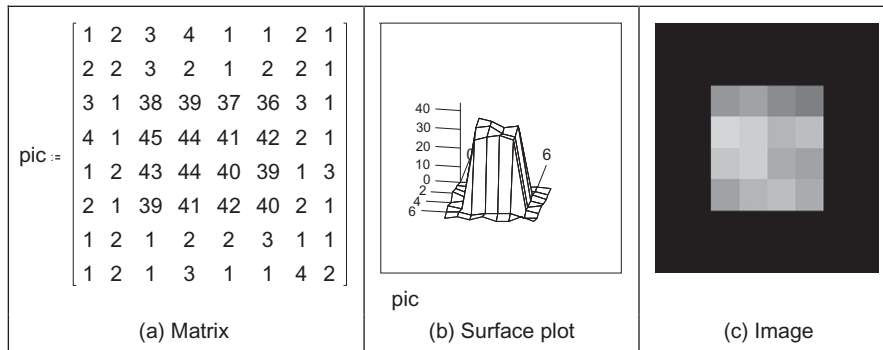 1 2 3 4 1 1 2 1
2 2 3 2 1 2 2 1
3 1 38 39 37 36 3 1
4 1 45 44 41 42 2 1
pic :=
1 2 43 44 40 39 1 3
2 1 39 41 42 40 2 1
1 2 1 2 2 3 1 1
1 2 1 3 1 1 4 2
(a) Matrix
40
30
20
10
0
0
6
2
4
6
pic
(b) Surface plot
(c) Image